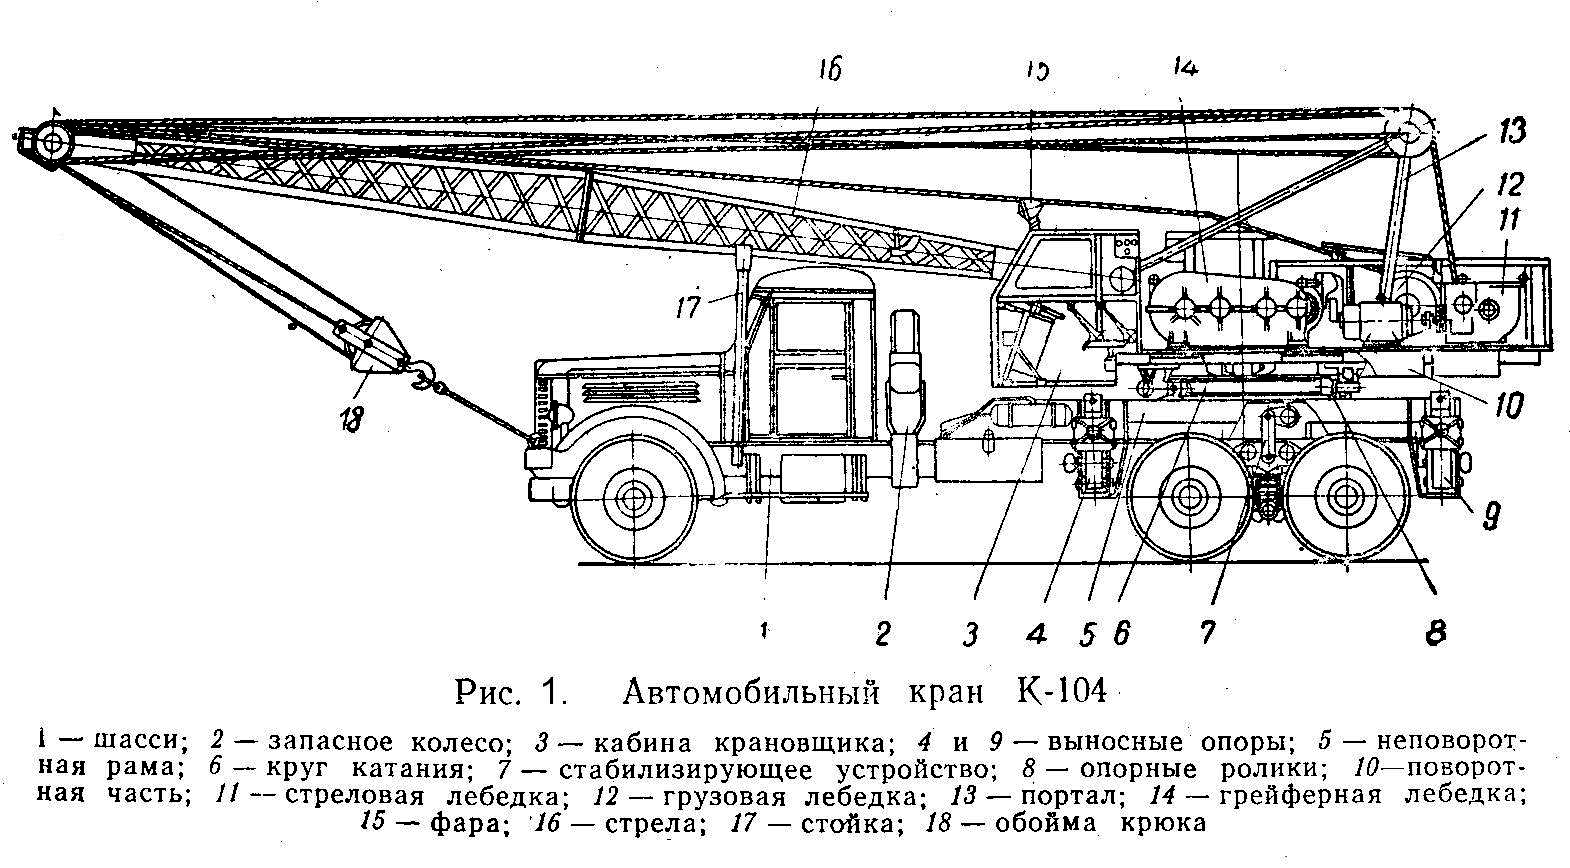 16 15 14
13
12
11
17
18
10
9
1 2 3 4 5 6 7 8
Рис. 1. Автомобильный кран К-104
1 — шасси; 2 — запасное колесо; 3 — кабина крановщика; 4 и 9 — выносные опоры; 5 — неповорот-
ная рама; 6 — круг катания; 7 — стабилизирующее устройство; 8 — опорные ролики; 10—поворот-
ная часть; 11 — стреловая лебедка; 12 — грузовая лебедка; 13 — портал; 14 — грейферная лебедка;
15 — фара; 16 — стрела; 17 — стойка; 18 — обойма крюка